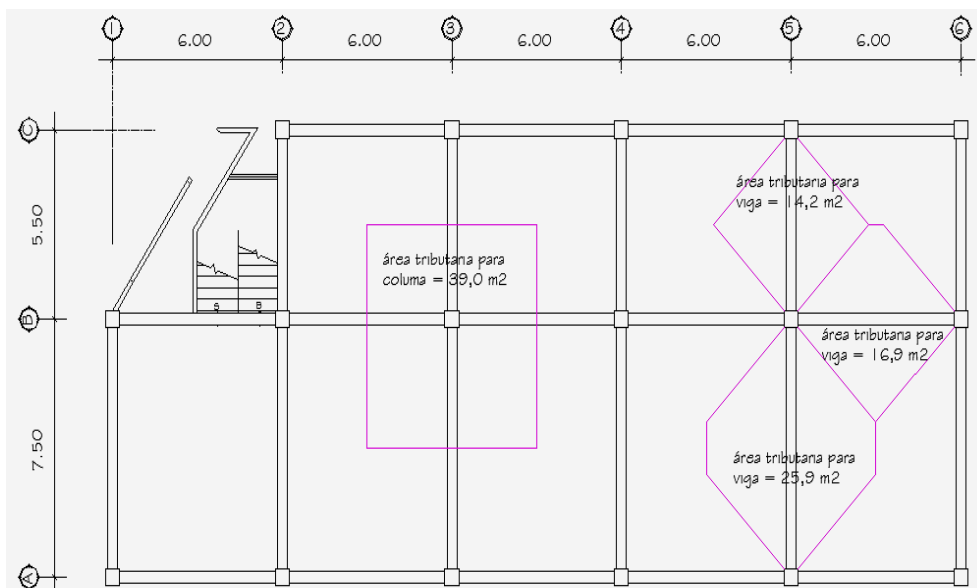 1 2 3 4 5 6
6.00 6.00 6.00 6.00 6.00
C
5.50
B
7.50
A
área tributaria para
viga = 14,2 m2
área tributaria para
columa = 39,0 m2
S B
área tributaria para
viga = 16,9 m2
área tributaria para
viga = 25,9 m2